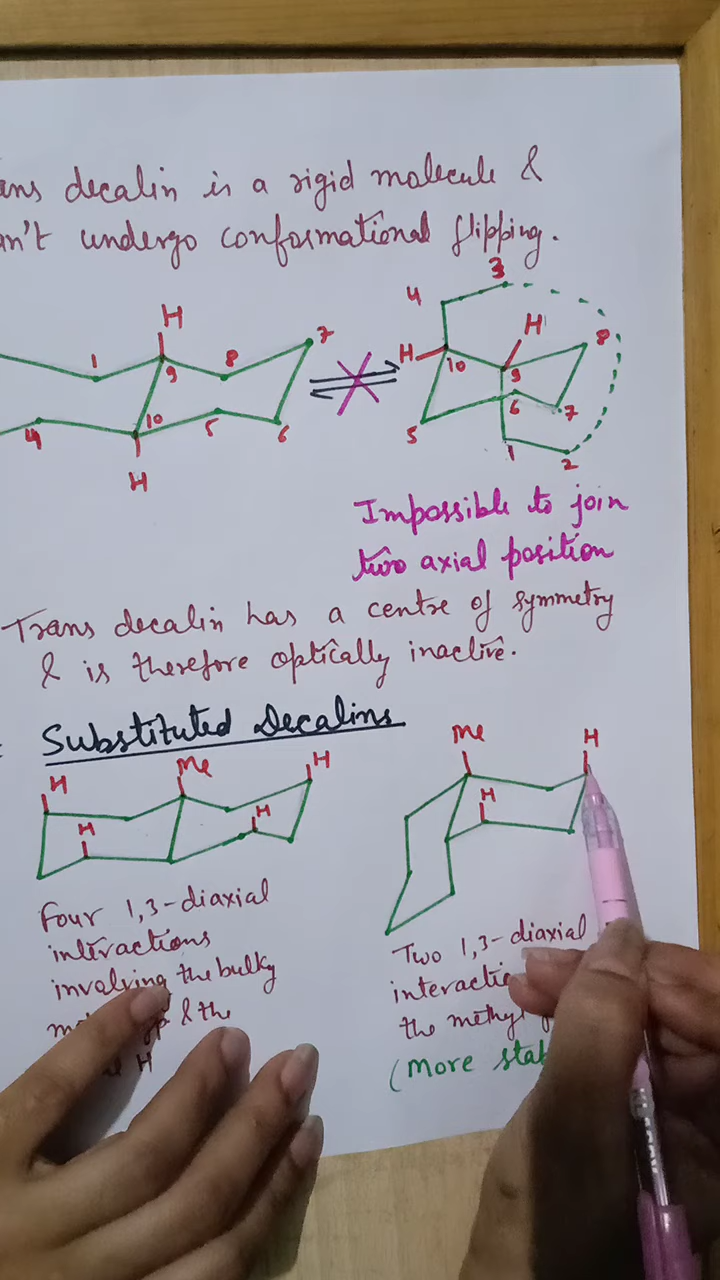 decalin is a rigid molecule &
undergo conformational flipping.
H 1 9 8 7 10 5 4 6 H
4 3 H H 8 10 9 6 7 5 1 2
Impossible to join
two axial position
Trans decalin has a centre of symmetry
& is therefore optically inactive.
Substituted Decalins
H Me H H H
Me H H
Four 1,3-diaxial
interactions
involving the bulky
& the
H
Two 1,3-diaxial
the methyl
(More